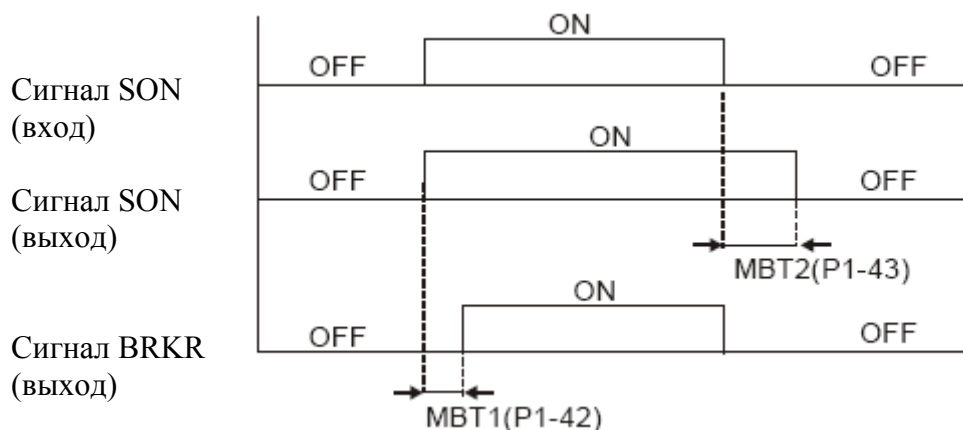 ON
OFF
OFF
Сигнал SON
(вход)
ON
OFF
OFF
Сигнал SON
(выход)
MBT2(P1-43)
ON
OFF
OFF
Сигнал BRKR
(выход)
MBT1(P1-42)